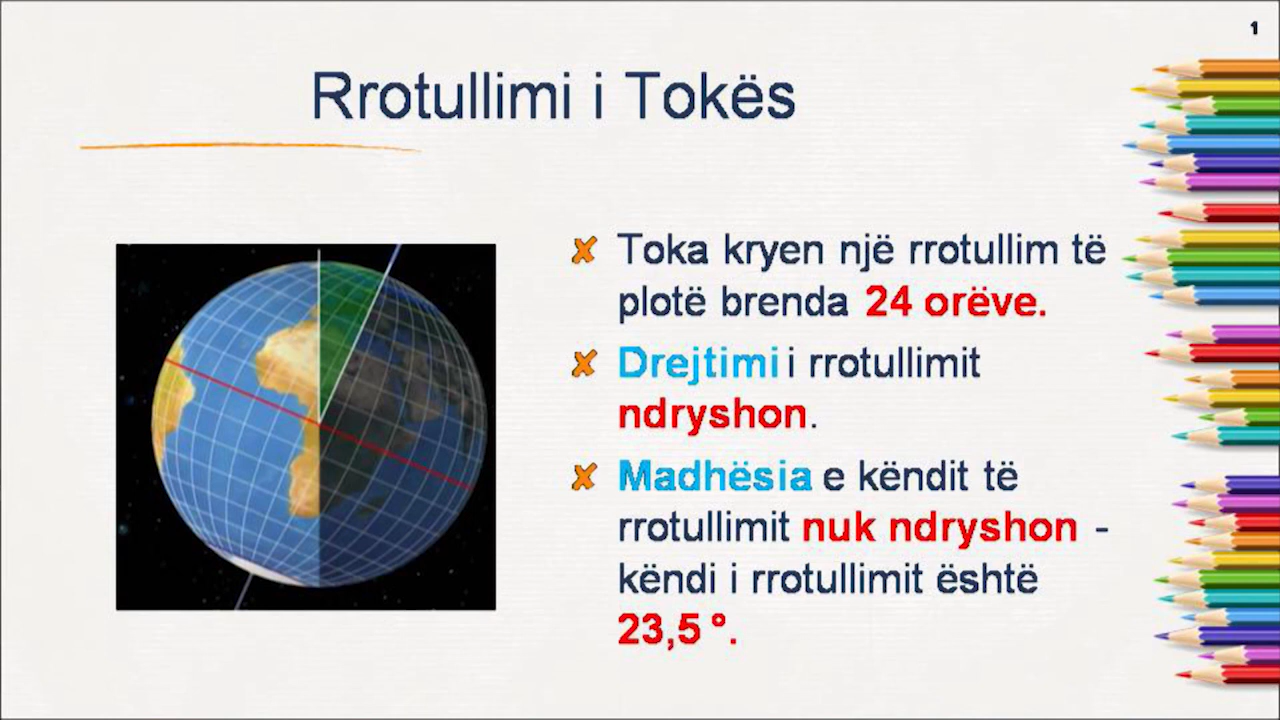 1
Rrotullimi i Tokës
Toka kryen një rrotullim të
plotë brenda 24 orëve.
Drejtimi i rrotullimit
ndryshon.
Madhësia e këndit të
rrotullimit nuk ndryshon -
këndi i rrotullimit është
23,5 °.